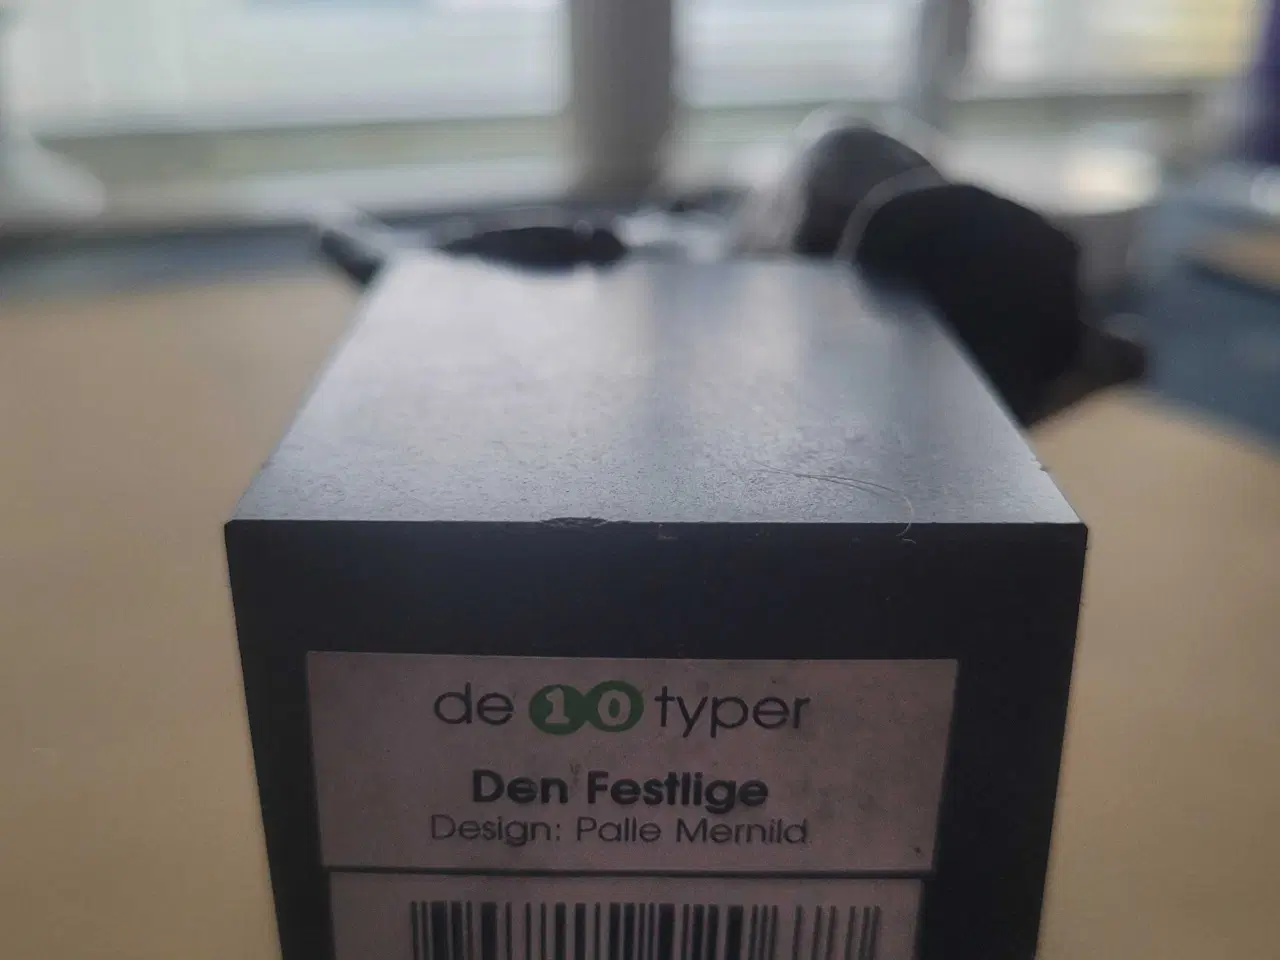 de 10 typer
Den Festlige
Design: Palle Mernild